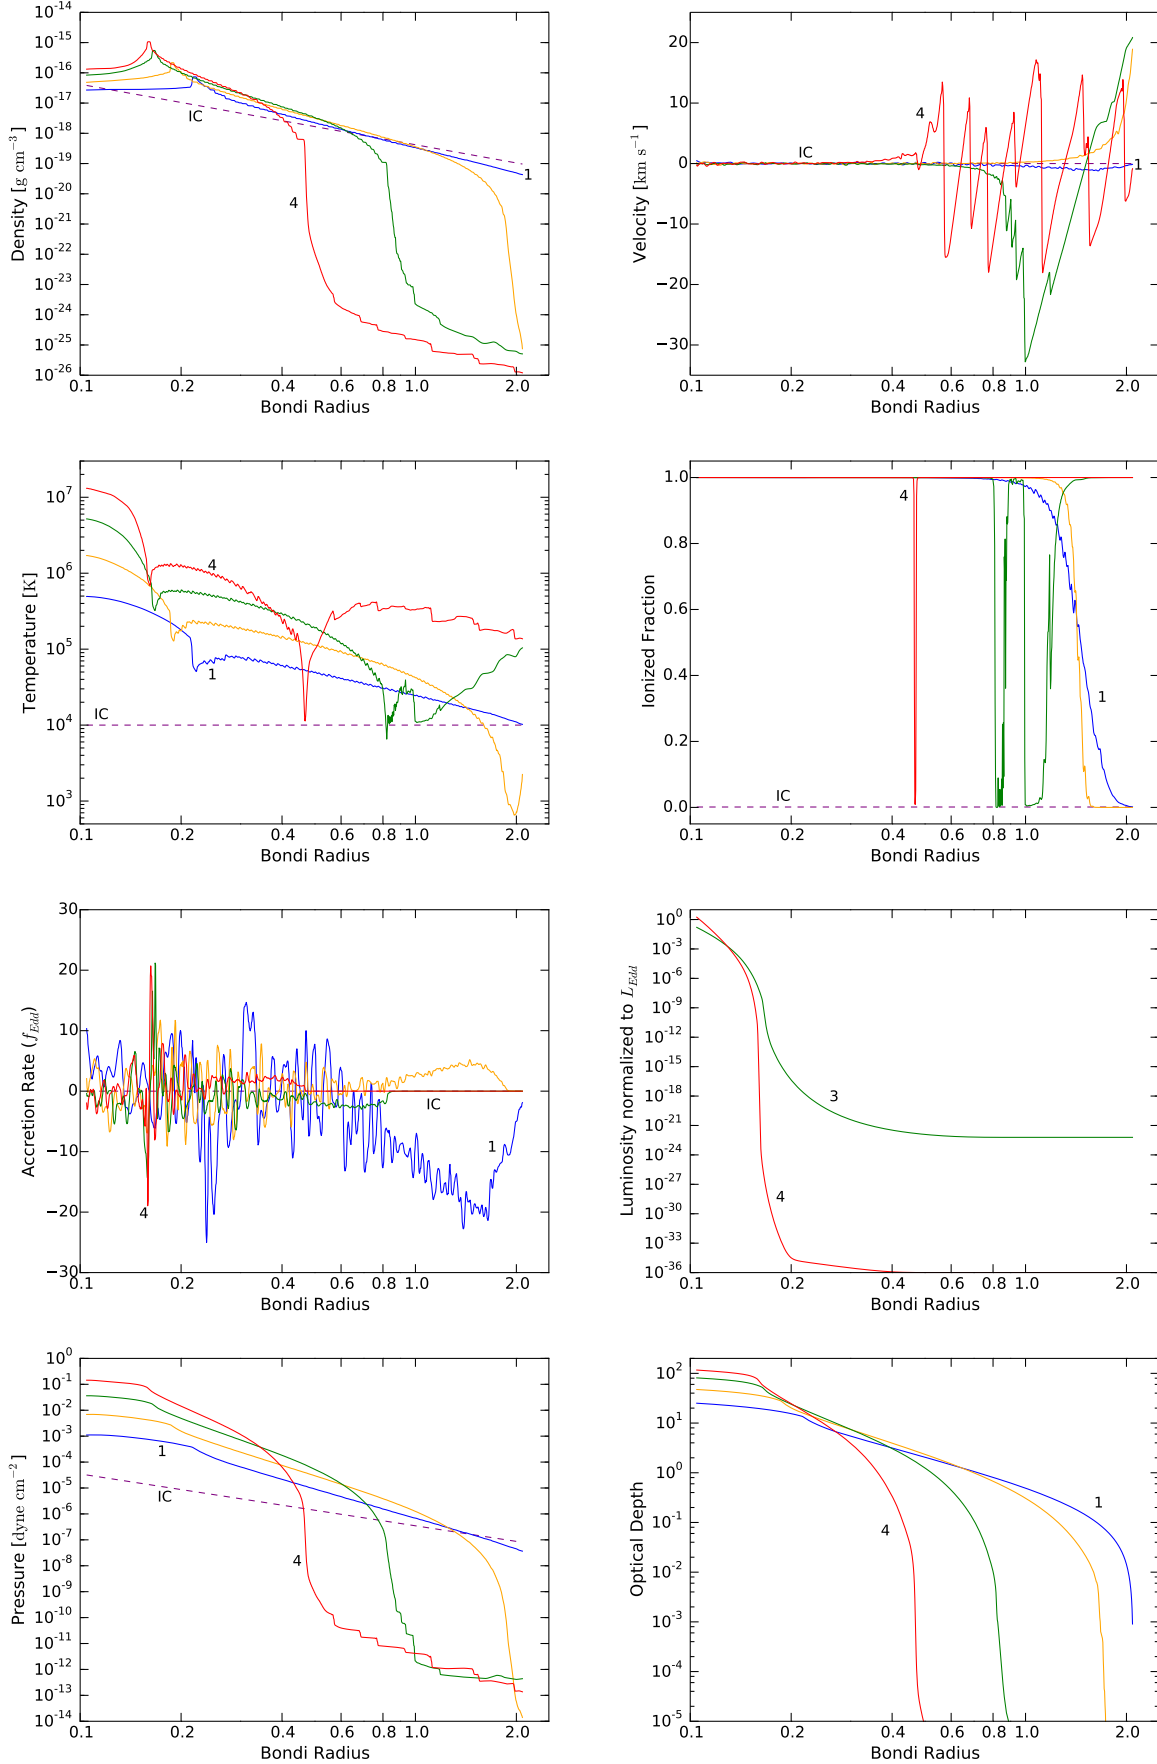 10^{-14}
10^{-15}
10^{-16}
10^{-17}
10^{-18}
10^{-19}
10^{-20}
10^{-21}
10^{-22}
10^{-23}
10^{-24}
10^{-25}
10^{-26}
Density [g cm^{-3}]
IC
1
4
0.1 0.2 0.4 0.6 0.8 1.0 2.0
Bondi Radius
20
10
0
−10
−20
−30
Velocity [km s^{-1}]
4
IC
1
0.1 0.2 0.4 0.6 0.8 1.0 2.0
Bondi Radius
10^7
10^6
10^5
10^4
10^3
Temperature [K]
4
1
IC
0.1 0.2 0.4 0.6 0.8 1.0 2.0
Bondi Radius
1.0
0.8
0.6
0.4
0.2
0.0
Ionized Fraction
4
1
IC
0.1 0.2 0.4 0.6 0.8 1.0 2.0
Bondi Radius
30
20
10
0
−10
−20
−30
Accretion Rate (f_{Edd})
IC
1
4
0.1 0.2 0.4 0.6 0.8 1.0 2.0
Bondi Radius
10^0
10^{-3}
10^{-6}
10^{-9}
10^{-12}
10^{-15}
10^{-18}
10^{-21}
10^{-24}
10^{-27}
10^{-30}
10^{-33}
10^{-36}
Luminosity normalized to L_{Edd}
3
4
0.1 0.2 0.4 0.6 0.8 1.0 2.0
Bondi Radius
10^0
10^{-1}
10^{-2}
10^{-3}
10^{-4}
10^{-5}
10^{-6}
10^{-7}
10^{-8}
10^{-9}
10^{-10}
10^{-11}
10^{-12}
10^{-13}
10^{-14}
Pressure [dyne cm^{-2}]
1
IC
4
0.1 0.2 0.4 0.6 0.8 1.0 2.0
Bondi Radius
10^2
10^1
10^0
10^{-1}
10^{-2}
10^{-3}
10^{-4}
10^{-5}
Optical Depth
1
4
0.1 0.2 0.4 0.6 0.8 1.0 2.0
Bondi Radius